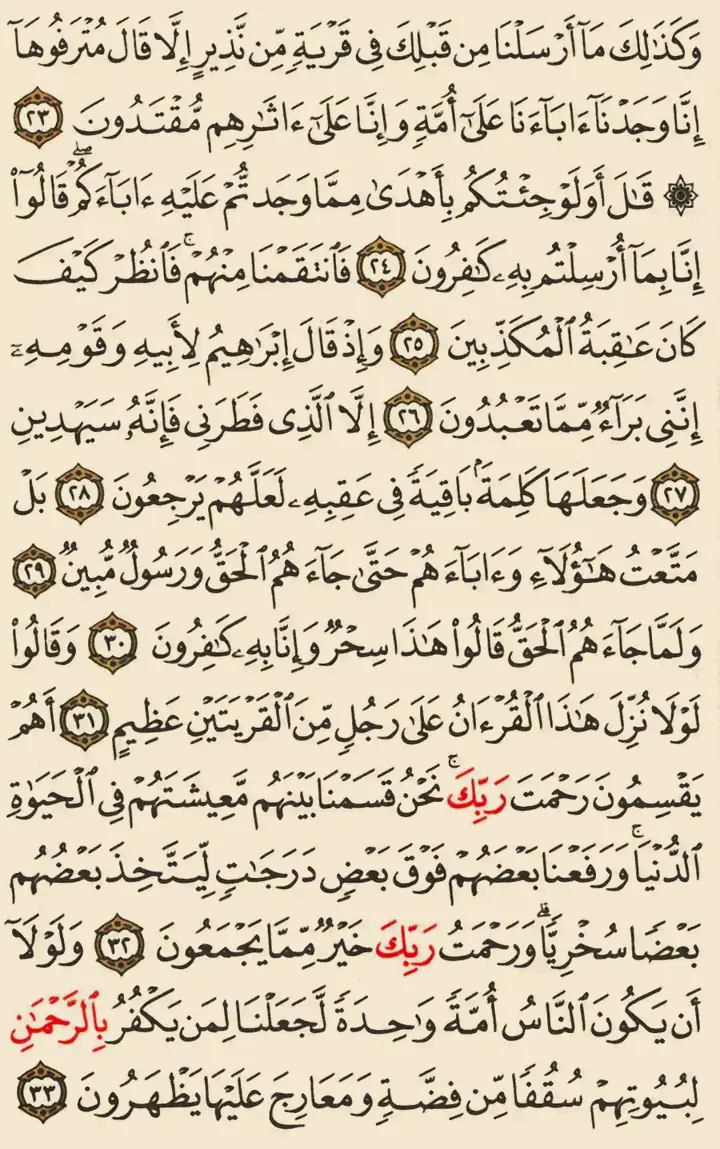 وَكَذَٰلِكَ مَآ أَرْسَلْنَا مِن قَبْلِكَ فِى قَرْيَةٍ مِّن نَّذِيرٍ إِلَّا قَالَ مُتْرَفُوهَآ
إِنَّا وَجَدْنَآ ءَابَآءَنَا عَلَىٰٓ أُمَّةٍ وَإِنَّا عَلَىٰٓ ءَاثَٰرِهِم مُّقْتَدُونَ ٢٣
۞ قَٰلَ أَوَلَوْ جِئْتُكُم بِأَهْدَىٰ مِمَّا وَجَدتُّمْ عَلَيْهِ ءَابَآءَكُمْ ۖ قَالُوٓا۟
إِنَّا بِمَآ أُرْسِلْتُم بِهِۦ كَٰفِرُونَ ٢٤ فَٱنتَقَمْنَا مِنْهُمْ ۖ فَٱنظُرْ كَيْفَ
كَانَ عَٰقِبَةُ ٱلْمُكَذِّبِينَ ٢٥ وَإِذْ قَالَ إِبْرَٰهِيمُ لِأَبِيهِ وَقَوْمِهِۦٓ
إِنَّنِى بَرَآءٌ مِّمَّا تَعْبُدُونَ ٢٦ إِلَّا ٱلَّذِى فَطَرَنِى فَإِنَّهُۥ سَيَهْدِينِ
٢٧ وَجَعَلَهَا كَلِمَةًۢ بَاقِيَةً فِى عَقِبِهِۦ لَعَلَّهُمْ يَرْجِعُونَ ٢٨ بَلْ
مَتَّعْتُ هَٰٓؤُلَآءِ وَءَابَآءَهُمْ حَتَّىٰ جَآءَهُمُ ٱلْحَقُّ وَرَسُولٌ مُّبِينٌ ٢٩
وَلَمَّا جَآءَهُمُ ٱلْحَقُّ قَالُوا۟ هَٰذَا سِحْرٌ وَإِنَّا بِهِۦ كَٰفِرُونَ ٣٠ وَقَالُوا۟
لَوْلَا نُزِّلَ هَٰذَا ٱلْقُرْءَانُ عَلَىٰ رَجُلٍ مِّنَ ٱلْقَرْيَتَيْنِ عَظِيمٍ ٣١ أَهُمْ
يَقْسِمُونَ رَحْمَتَ رَبِّكَ ۚ نَحْنُ قَسَمْنَا بَيْنَهُم مَّعِيشَتَهُمْ فِى ٱلْحَيَوٰةِ
ٱلدُّنْيَا ۚ وَرَفَعْنَا بَعْضَهُمْ فَوْقَ بَعْضٍ دَرَجَٰتٍ لِّيَتَّخِذَ بَعْضُهُم
بَعْضًا سُخْرِيًّا ۗ وَرَحْمَتُ رَبِّكَ خَيْرٌ مِّمَّا يَجْمَعُونَ ٣٢ وَلَوْلَآ
أَن يَكُونَ ٱلنَّاسُ أُمَّةً وَٰحِدَةً لَّجَعَلْنَا لِمَن يَكْفُرُ بِٱلرَّحْمَٰنِ
لِبُيُوتِهِمْ سُقُفًا مِّن فِضَّةٍ وَمَعَارِجَ عَلَيْهَا يَظْهَرُونَ ٣٣